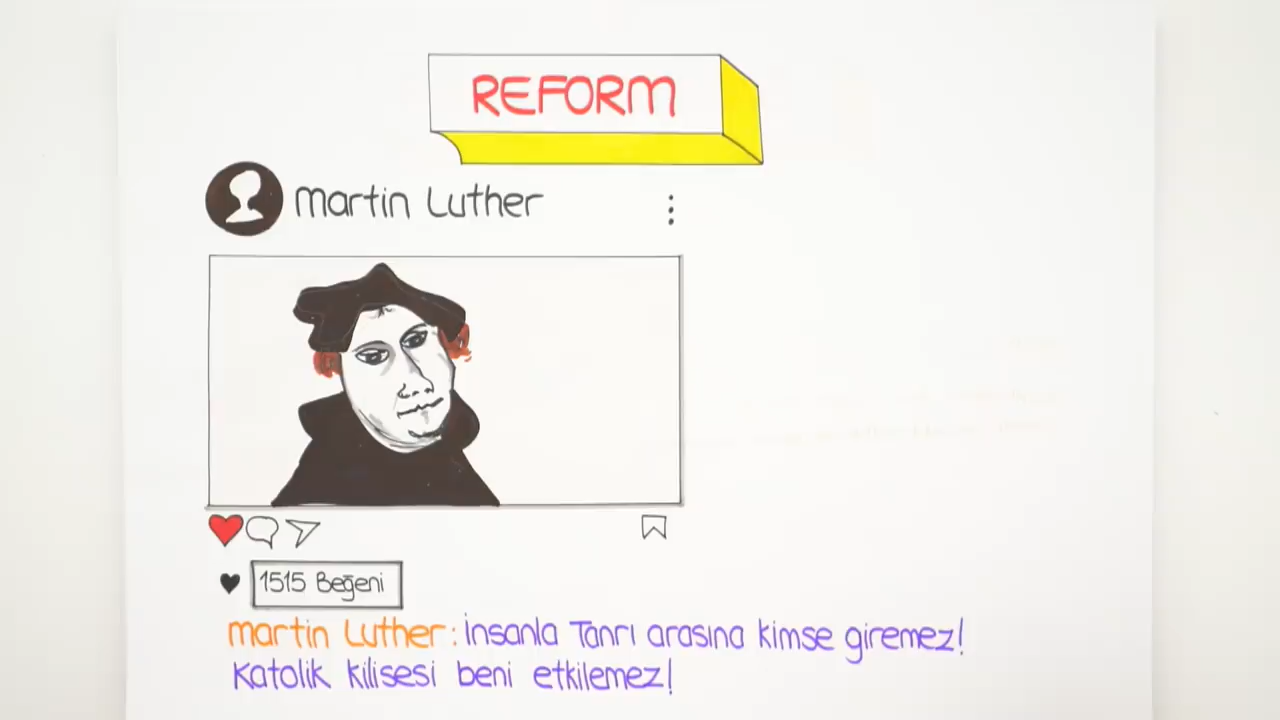 REFORM
Martin Luther
1515 Beğeni
Martin Luther: İnsanla Tanrı arasına kimse giremez!
Katolik kilisesi beni etkilemez!